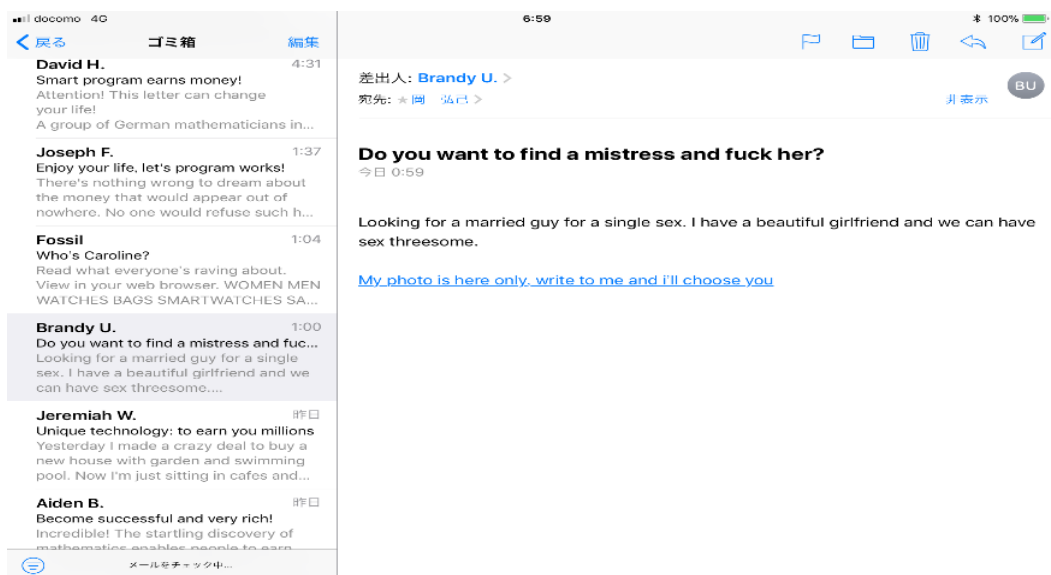 docomo 4G
6:59
100%
戻る
ゴミ箱
編集
David H.
4:31
Smart program earns money!
Attention! This letter can change
your life!
A group of German mathematicians in...
Joseph F.
1:37
Enjoy your life, let's program works!
There's nothing wrong to dream about
the money that would appear out of
nowhere. No one would refuse such h...
Fossil
1:04
Who's Caroline?
Read what everyone's raving about.
View in your web browser. WOMEN MEN
WATCHES BAGS SMARTWATCHES SA...
Brandy U.
1:00
Do you want to find a mistress and fuc...
Looking for a married guy for a single
sex. I have a beautiful girlfriend and we
can have sex threesome....
Jeremiah W.
昨日
Unique technology: to earn you millions
Yesterday I made a crazy deal to buy a
new house with garden and swimming
pool. Now I'm just sitting in cafes and...
Aiden B.
昨日
Become successful and very rich!
Incredible! The startling discovery of
mathematics enables people to earn
メールをチェック中...
差出人: Brandy U.
BU
宛先: ★岡 弘己
非表示
Do you want to find a mistress and fuck her?
今日 0:59
Looking for a married guy for a single sex. I have a beautiful girlfriend and we can have
sex threesome.
My photo is here only, write to me and i'll choose you